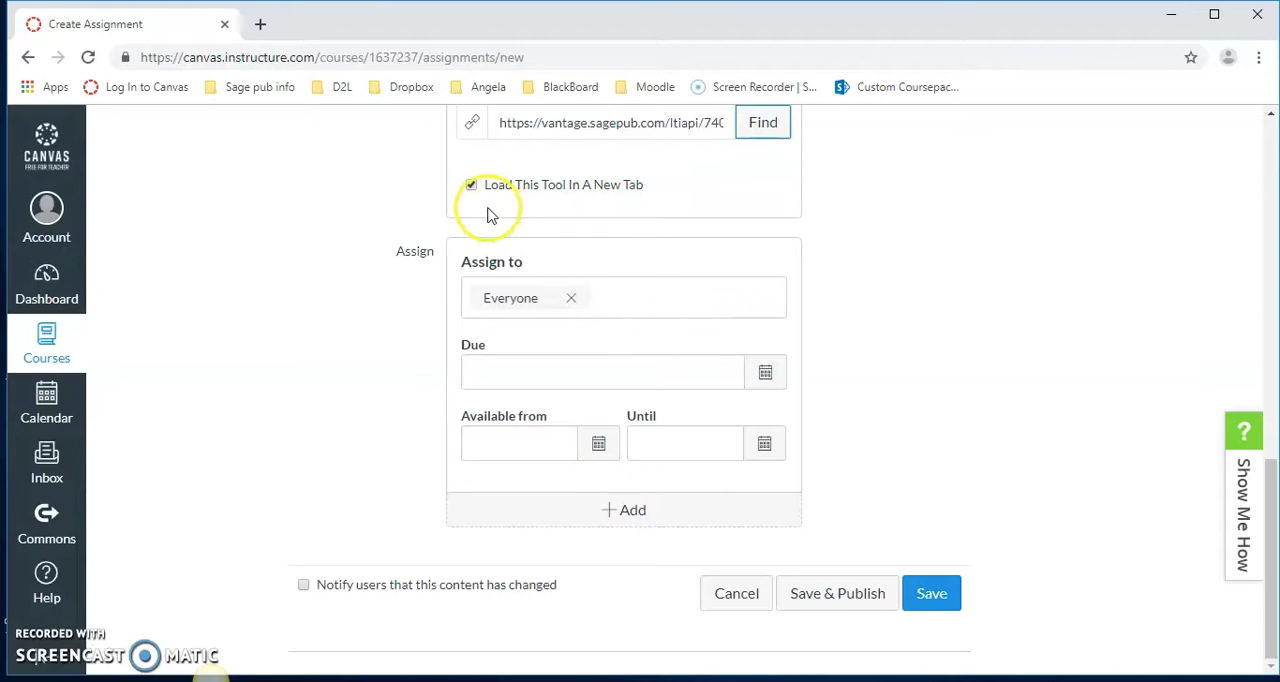 Create Assignment
https://canvas.instructure.com/courses/1637237/assignments/new
Apps Log In to Canvas Sage pub info D2L Dropbox Angela BlackBoard Moodle Screen Recorder | S... Custom Coursepac...
CANVAS
FREE FOR TEACHER
Account
Dashboard
Courses
Calendar
Inbox
Commons
Help
https://vantage.sagepub.com/ltiapi/740 Find
Load This Tool In A New Tab
Assign
Assign to
Everyone
Due
Available from Until
+ Add
Notify users that this content has changed
Cancel Save & Publish Save
? Show Me How
RECORDED WITH
SCREENCAST MATIC